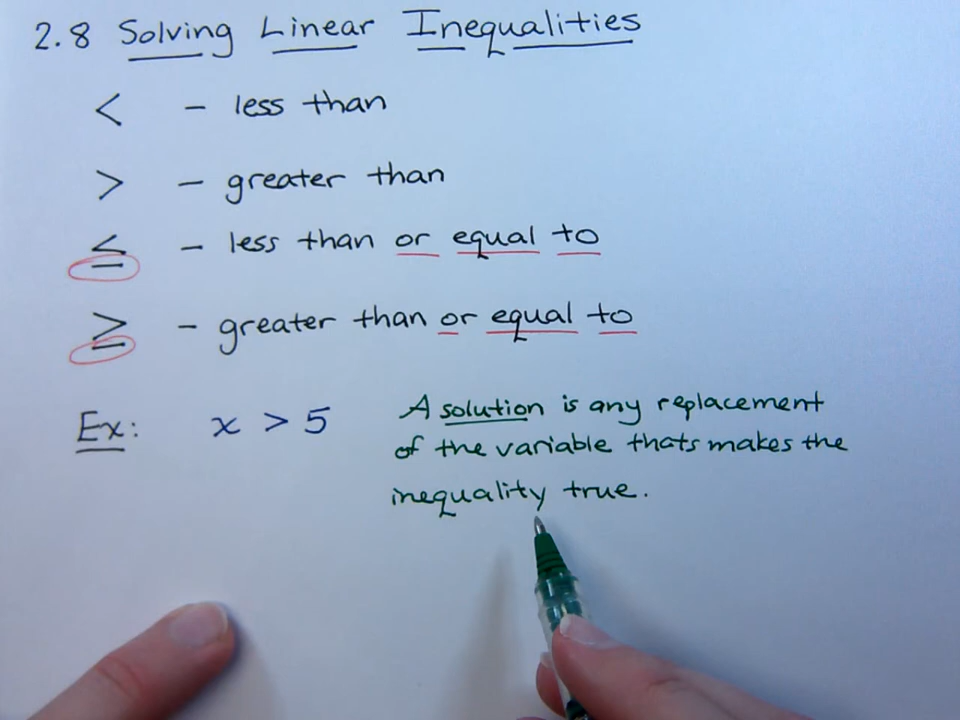 2.8 Solving Linear Inequalities
< - less than
> - greater than
≤ - less than or equal to
≥ - greater than or equal to
Ex: x > 5
A solution is any replacement
of the variable thats makes the
inequality true.